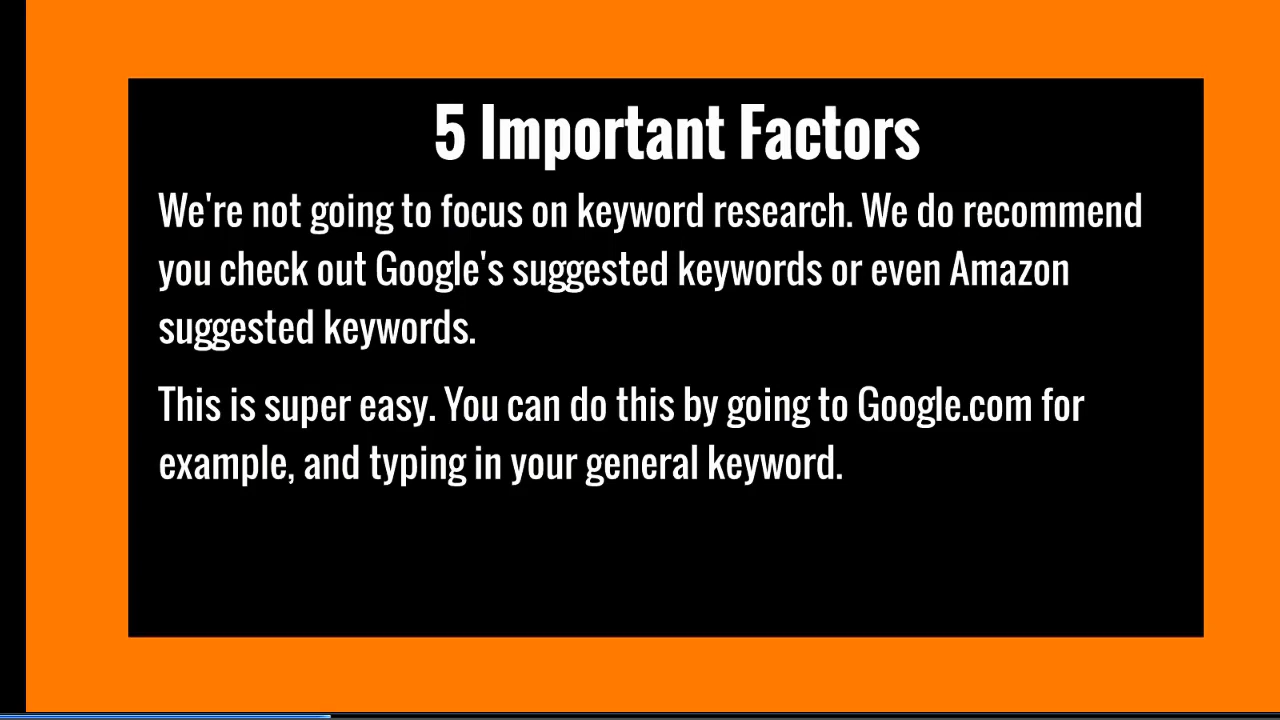 5 Important Factors
We're not going to focus on keyword research. We do recommend
you check out Google's suggested keywords or even Amazon
suggested keywords.
This is super easy. You can do this by going to Google.com for
example, and typing in your general keyword.